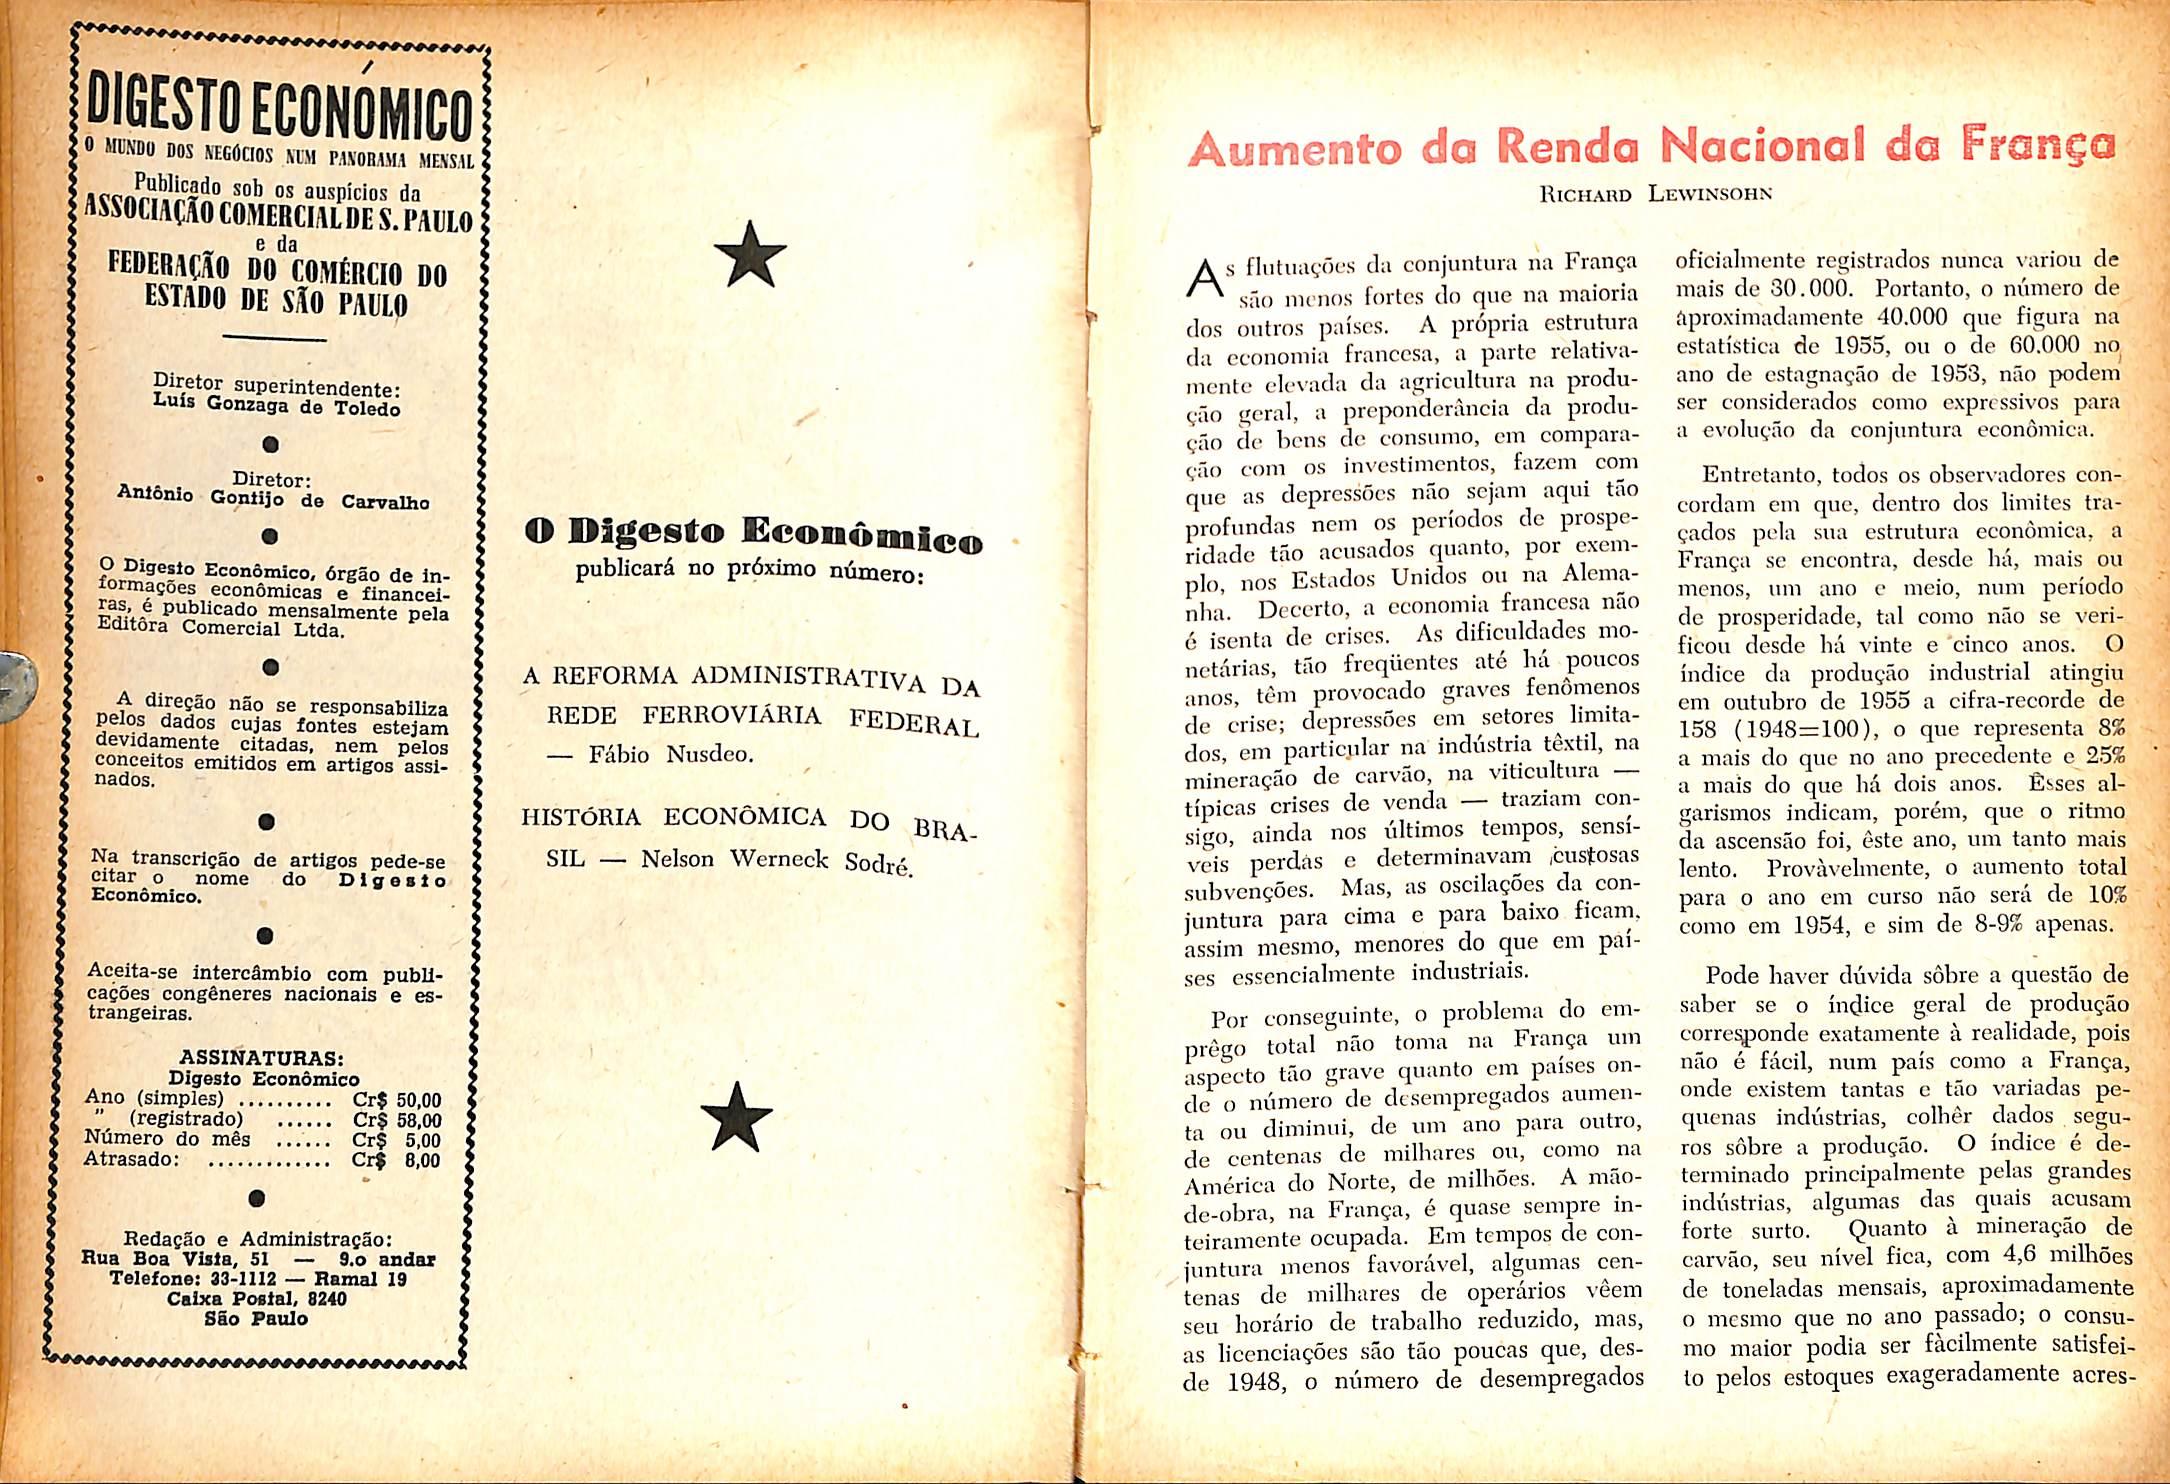 DIGESTO ECONÓMICO
O MUNDO DOS NEGÓCIOS NUM PANORAMA MENSAL
Publicado sob os auspícios da
ASSOCIAÇÃO COMERCIAL DE S. PAULO
e da
FEDERAÇÃO DO COMÉRCIO DO
ESTADO DE SÃO PAULO
Diretor superintendente:
Luís Gonzaga de Toledo
Diretor:
Antônio Gontijo de Carvalho
O Digesto Econômico, órgão de in-
formações econômicas e financei-
ras, é publicado mensalmente pela
Editôra Comercial Ltda.
A direção não se responsabiliza
pelos dados cujas fontes estejam
devidamente citadas, nem pelos
conceitos emitidos em artigos assi-
nados.
Na transcrição de artigos pede-se
citar o nome do Digesto
Econômico.
Aceita-se intercâmbio com publi-
cações congêneres nacionais e es-
trangeiras.
ASSINATURAS:
Digesto Econômico
Ano (simples) .......... Cr$ 50,00
" (registrado) ...... Cr$ 58,00
Número do mês ...... Cr$ 5,00
Atrasado: ............. Cr$ 8,00
Redação e Administração:
Rua Boa Vista, 51 — 9.o andar
Telefone: 33-1112 — Ramal 19
Caixa Postal, 8240
São Paulo
O Digesto Econômico
publicará no próximo número:
A REFORMA ADMINISTRATIVA DA
REDE FERROVIÁRIA FEDERAL
— Fábio Nusdeo.
HISTÓRIA ECONÔMICA DO BRA-
SIL — Nelson Werneck Sodré.
Aumento da Renda Nacional da França
RICHARD LEWINSOHN
As flutuações da conjuntura na França
são menos fortes do que na maioria
dos outros países. A própria estrutura
da economia francesa, a parte relativa-
mente elevada da agricultura na produ-
ção geral, a preponderância da produ-
ção de bens de consumo, em compara-
ção com os investimentos, fazem com
que as depressões não sejam aqui tão
profundas nem os períodos de prospe-
ridade tão acusados quanto, por exem-
plo, nos Estados Unidos ou na Alema-
nha. Decerto, a economia francesa não
é isenta de crises. As dificuldades mo-
netárias, tão freqüentes até há poucos
anos, têm provocado graves fenômenos
de crise; depressões em setores limita-
dos, em particular na indústria têxtil, na
mineração de carvão, na viticultura —
típicas crises de venda — traziam con-
sigo, ainda nos últimos tempos, sensí-
veis perdas e determinavam custosas
subvenções. Mas, as oscilações da con-
juntura para cima e para baixo ficam,
assim mesmo, menores do que em paí-
ses essencialmente industriais.
Por conseguinte, o problema do em-
prêgo total não toma na França um
aspecto tão grave quanto em países on-
de o número de desempregados aumen-
ta ou diminui, de um ano para outro,
de centenas de milhares ou, como na
América do Norte, de milhões. A mão-
de-obra, na França, é quase sempre in-
teiramente ocupada. Em tempos de con-
juntura menos favorável, algumas cen-
tenas de milhares de operários vêem
seu horário de trabalho reduzido, mas,
as licenciações são tão poucas que, des-
de 1948, o número de desempregados
oficialmente registrados nunca variou de
mais de 30.000. Portanto, o número de
aproximadamente 40.000 que figura na
estatística de 1955, ou o de 60.000 no
ano de estagnação de 1953, não podem
ser considerados como expressivos para
a evolução da conjuntura econômica.
Entretanto, todos os observadores con-
cordam em que, dentro dos limites tra-
çados pela sua estrutura econômica, a
França se encontra, desde há, mais ou
menos, um ano e meio, num período
de prosperidade, tal como não se veri-
ficou desde há vinte e cinco anos. O
índice da produção industrial atingiu
em outubro de 1955 a cifra-recorde de
158 (1948=100), o que representa 8%
a mais do que no ano precedente e 25%
a mais do que há dois anos. Êsses al-
garismos indicam, porém, que o ritmo
da ascensão foi, êste ano, um tanto mais
lento. Provàvelmente, o aumento total
para o ano em curso não será de 10%
como em 1954, e sim de 8-9% apenas.
Pode haver dúvida sôbre a questão de
saber se o índice geral de produção
corresponde exatamente à realidade, pois
não é fácil, num país como a França,
onde existem tantas e tão variadas pe-
quenas indústrias, colhêr dados segu-
ros sôbre a produção. O índice é de-
terminado principalmente pelas grandes
indústrias, algumas das quais acusam
forte surto. Quanto à mineração de
carvão, seu nível fica, com 4,6 milhões
de toneladas mensais, aproximadamente
o mesmo que no ano passado; o consu-
mo maior podia ser fàcilmente satisfei-
to pelos estoques exageradamente acres-